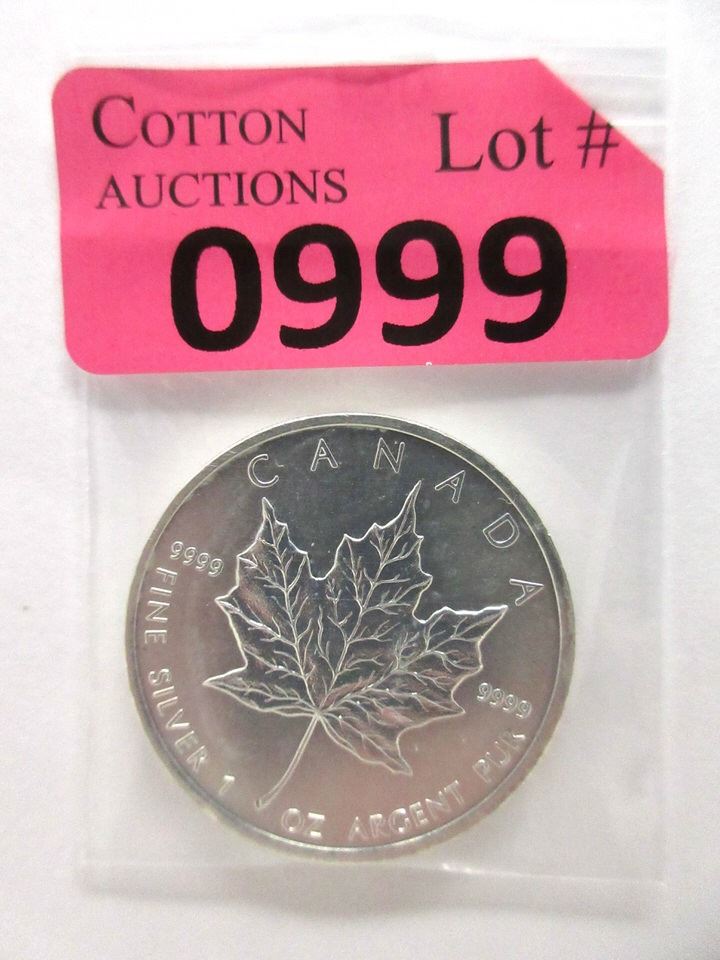 COTTON
AUCTIONS
Lot #
0999
CANADA
9999
9999
FINE SILVER 1 OZ ARGENT PUR